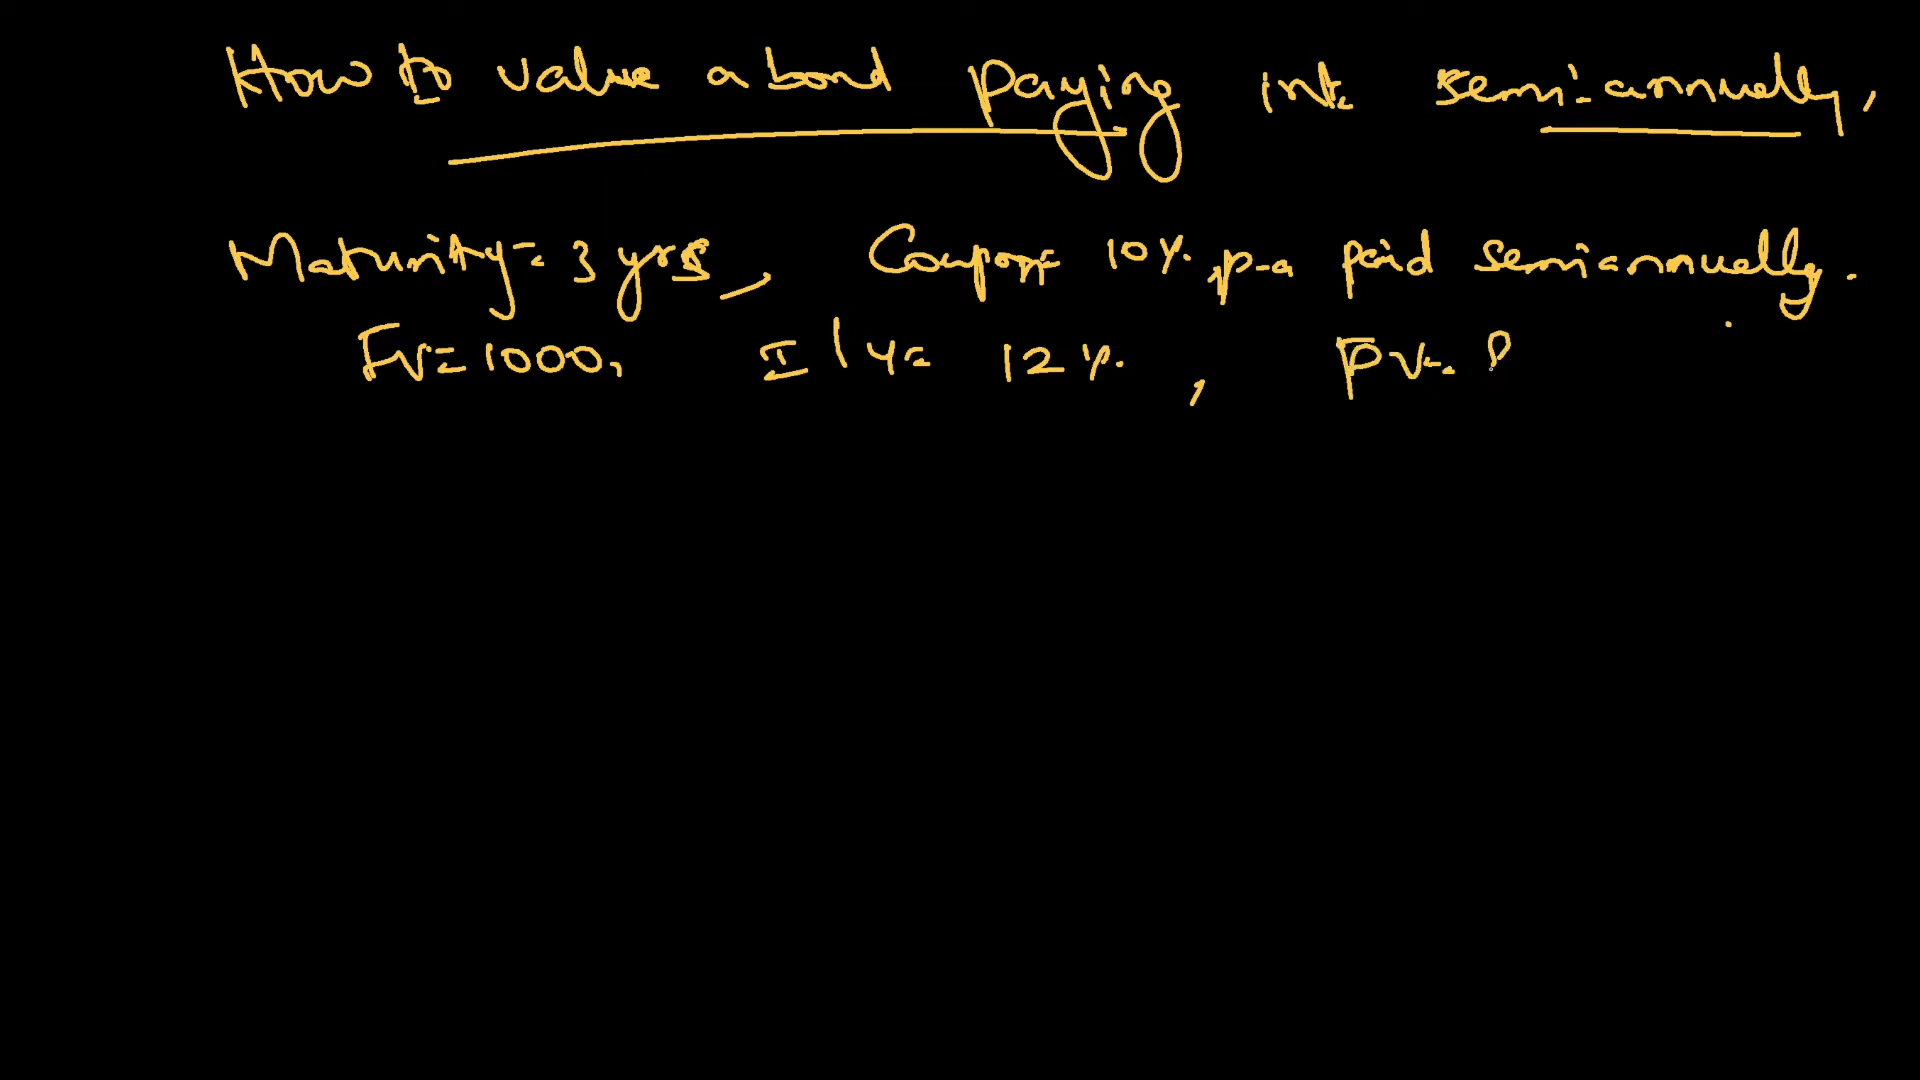 How to value a bond paying int. semi-annually,
Maturity = 3 yrs, Coupon = 10%. p-a paid semiannually.
FV = 1000, I/Y = 12%, PV = ?